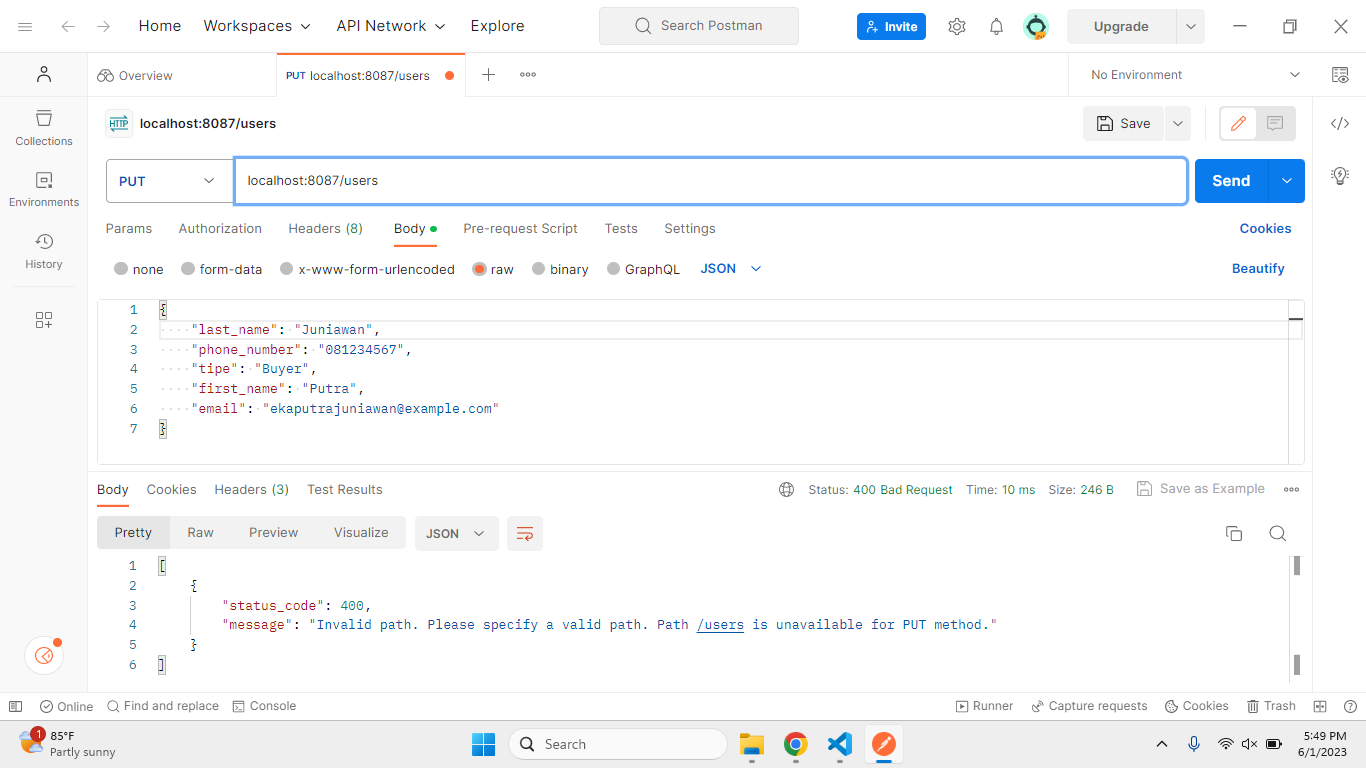 Home Workspaces API Network Explore Search Postman Invite Upgrade
Overview PUT localhost:8087/users No Environment
HTTP localhost:8087/users Save
PUT localhost:8087/users Send
Params Authorization Headers (8) Body Pre-request Script Tests Settings Cookies
none form-data x-www-form-urlencoded raw binary GraphQL JSON Beautify
Collections
Environments
History
1 {
2 "last_name": "Juniawan",
3 "phone_number": "081234567",
4 "tipe": "Buyer",
5 "first_name": "Putra",
6 "email": "ekaputrajuniawan@example.com"
7 }
Body Cookies Headers (3) Test Results Status: 400 Bad Request Time: 10 ms Size: 246 B Save as Example
Pretty Raw Preview Visualize JSON
1 [
2 {
3 "status_code": 400,
4 "message": "Invalid path. Please specify a valid path. Path /users is unavailable for PUT method."
5 }
6 ]
Online Find and replace Console Runner Capture requests Cookies Trash
1 85°F
Partly sunny
Search
5:49 PM
6/1/2023